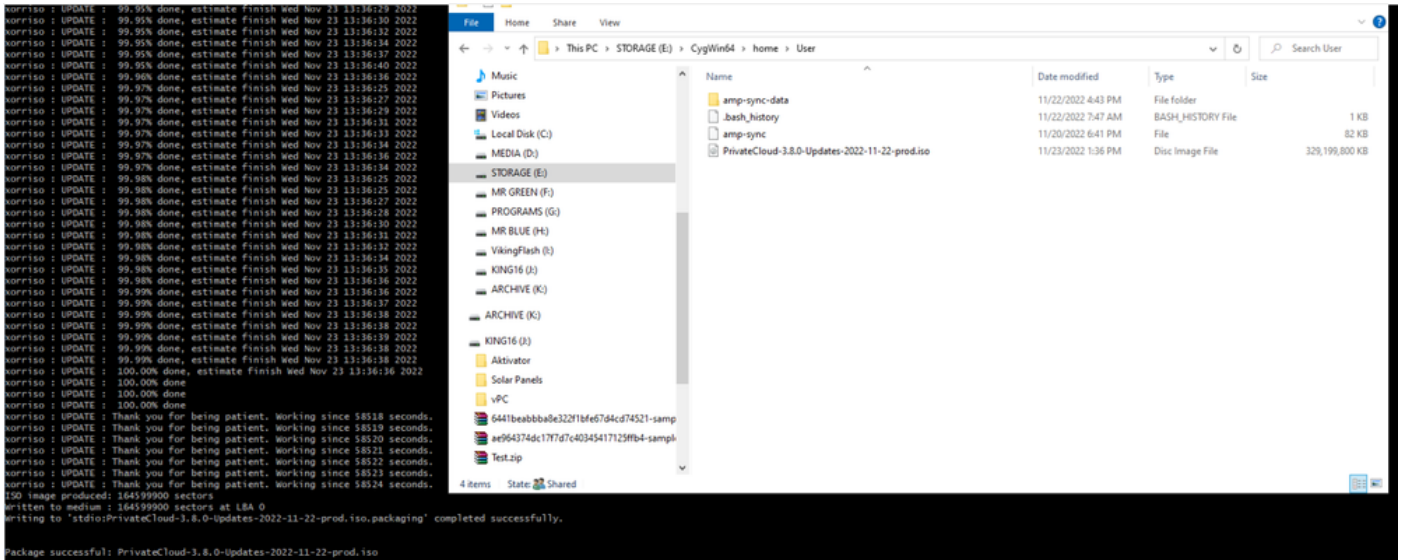 xorriso : UPDATE :  99.95% done, estimate finish Wed Nov 23 13:36:29 2022
xorriso : UPDATE :  99.95% done, estimate finish Wed Nov 23 13:36:30 2022
xorriso : UPDATE :  99.95% done, estimate finish Wed Nov 23 13:36:32 2022
xorriso : UPDATE :  99.95% done, estimate finish Wed Nov 23 13:36:34 2022
xorriso : UPDATE :  99.95% done, estimate finish Wed Nov 23 13:36:37 2022
xorriso : UPDATE :  99.95% done, estimate finish Wed Nov 23 13:36:40 2022
xorriso : UPDATE :  99.96% done, estimate finish Wed Nov 23 13:36:36 2022
xorriso : UPDATE :  99.97% done, estimate finish Wed Nov 23 13:36:25 2022
xorriso : UPDATE :  99.97% done, estimate finish Wed Nov 23 13:36:27 2022
xorriso : UPDATE :  99.97% done, estimate finish Wed Nov 23 13:36:29 2022
xorriso : UPDATE :  99.97% done, estimate finish Wed Nov 23 13:36:31 2022
xorriso : UPDATE :  99.97% done, estimate finish Wed Nov 23 13:36:33 2022
xorriso : UPDATE :  99.97% done, estimate finish Wed Nov 23 13:36:34 2022
xorriso : UPDATE :  99.97% done, estimate finish Wed Nov 23 13:36:36 2022
xorriso : UPDATE :  99.97% done, estimate finish Wed Nov 23 13:36:34 2022
xorriso : UPDATE :  99.98% done, estimate finish Wed Nov 23 13:36:25 2022
xorriso : UPDATE :  99.98% done, estimate finish Wed Nov 23 13:36:25 2022
xorriso : UPDATE :  99.98% done, estimate finish Wed Nov 23 13:36:27 2022
xorriso : UPDATE :  99.98% done, estimate finish Wed Nov 23 13:36:28 2022
xorriso : UPDATE :  99.98% done, estimate finish Wed Nov 23 13:36:30 2022
xorriso : UPDATE :  99.98% done, estimate finish Wed Nov 23 13:36:31 2022
xorriso : UPDATE :  99.98% done, estimate finish Wed Nov 23 13:36:32 2022
xorriso : UPDATE :  99.98% done, estimate finish Wed Nov 23 13:36:34 2022
xorriso : UPDATE :  99.98% done, estimate finish Wed Nov 23 13:36:35 2022
xorriso : UPDATE :  99.98% done, estimate finish Wed Nov 23 13:36:36 2022
xorriso : UPDATE :  99.99% done, estimate finish Wed Nov 23 13:36:36 2022
xorriso : UPDATE :  99.99% done, estimate finish Wed Nov 23 13:36:37 2022
xorriso : UPDATE :  99.99% done, estimate finish Wed Nov 23 13:36:38 2022
xorriso : UPDATE :  99.99% done, estimate finish Wed Nov 23 13:36:38 2022
xorriso : UPDATE :  99.99% done, estimate finish Wed Nov 23 13:36:39 2022
xorriso : UPDATE :  99.99% done, estimate finish Wed Nov 23 13:36:38 2022
xorriso : UPDATE :  99.99% done, estimate finish Wed Nov 23 13:36:38 2022
xorriso : UPDATE :  100.00% done, estimate finish Wed Nov 23 13:36:36 2022
xorriso : UPDATE :  100.00% done
xorriso : UPDATE :  100.00% done
xorriso : UPDATE :  100.00% done
xorriso : UPDATE : Thank you for being patient. Working since 58518 seconds.
xorriso : UPDATE : Thank you for being patient. Working since 58519 seconds.
xorriso : UPDATE : Thank you for being patient. Working since 58520 seconds.
xorriso : UPDATE : Thank you for being patient. Working since 58521 seconds.
xorriso : UPDATE : Thank you for being patient. Working since 58522 seconds.
xorriso : UPDATE : Thank you for being patient. Working since 58523 seconds.
xorriso : UPDATE : Thank you for being patient. Working since 58524 seconds.
ISO image produced: 164599900 sectors
Written to medium : 164599900 sectors at LBA 0
Writing to 'stdio:PrivateCloud-3.8.0-Updates-2022-11-22-prod.iso.packaging' completed successfully.
Package successful: PrivateCloud-3.8.0-Updates-2022-11-22-prod.iso
File Home Share View
This PC > STORAGE (E:) > CygWin64 > home > User
Search User
Music
Pictures
Videos
Local Disk (C:)
MEDIA (D:)
STORAGE (E:)
MR GREEN (F:)
PROGRAMS (G:)
MR BLUE (H:)
VikingFlash (I:)
KING16 (J:)
ARCHIVE (K:)
ARCHIVE (K:)
KING16 (J:)
Aktivator
Solar Panels
vPC
6441beabbba8e322f1bfe67d4cd74521-samp
ae964374dc17f7d7c40345417125ffb4-sample
Test.zip
Name Date modified Type Size
amp-sync-data 11/22/2022 4:43 PM File folder
.bash_history 11/22/2022 7:47 AM BASH_HISTORY File 1 KB
amp-sync 11/20/2022 6:41 PM File 82 KB
PrivateCloud-3.8.0-Updates-2022-11-22-prod.iso 11/23/2022 1:36 PM Disc Image File 329,199,800 KB
4 items State: Shared